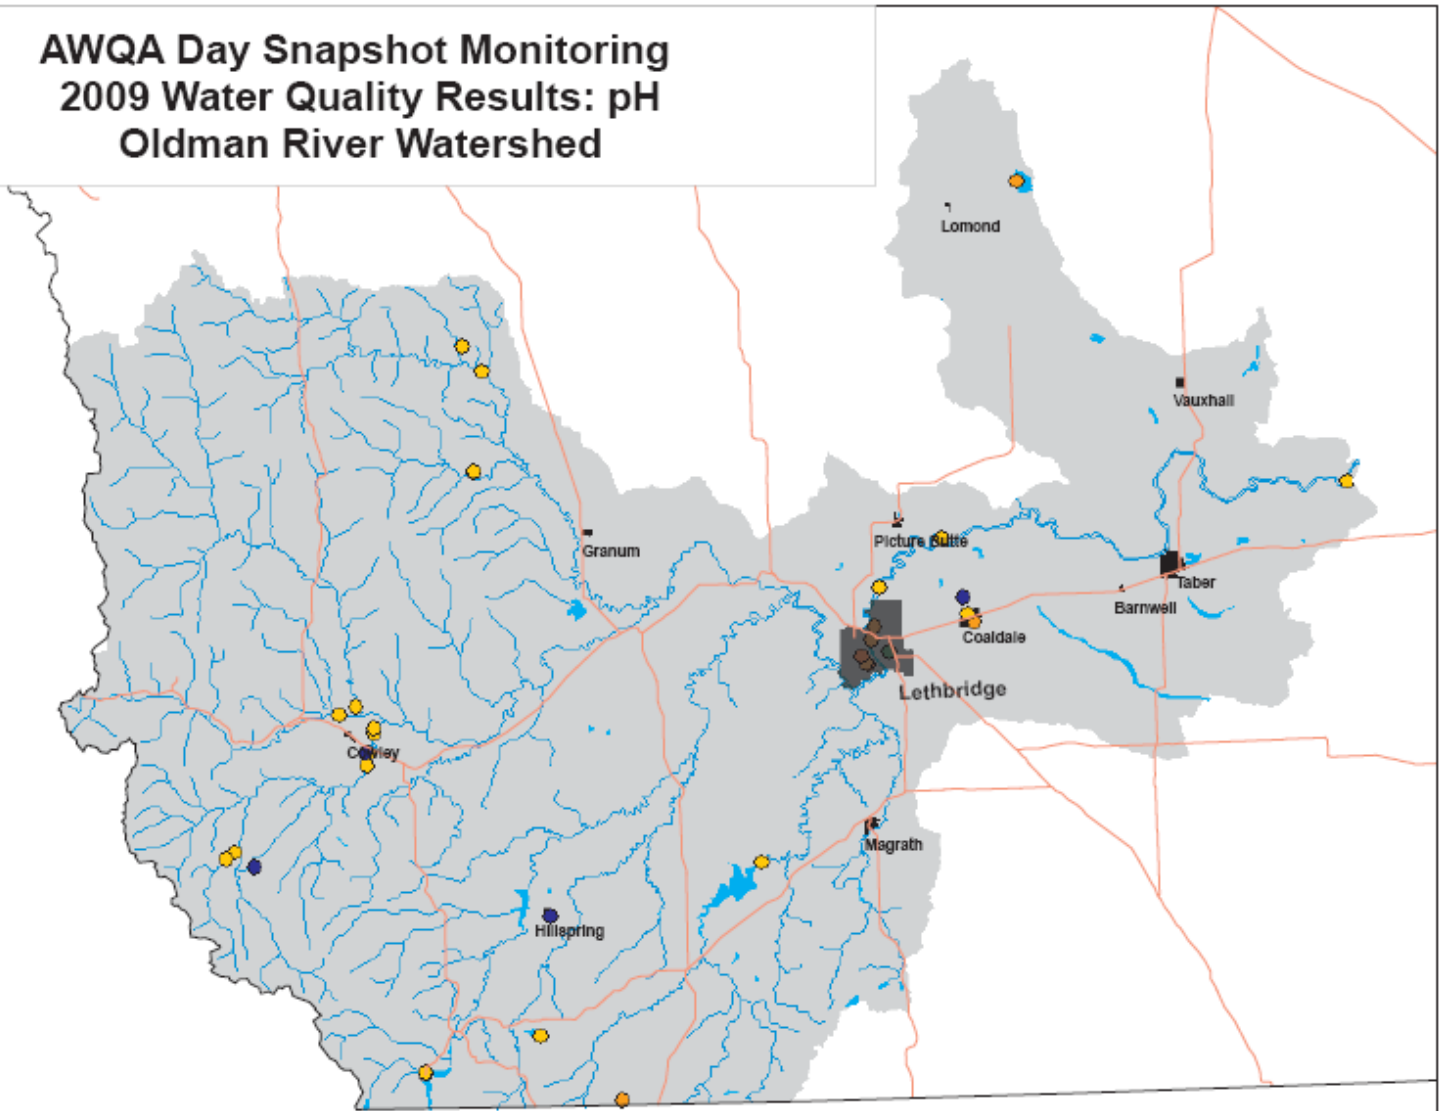 AWQA Day Snapshot Monitoring
2009 Water Quality Results: pH
Oldman River Watershed
Lomond
Vauxhall
Granum
Picture Butte
Taber
Barnwell
Coaldale
Lethbridge
Cowley
Magrath
Hillspring